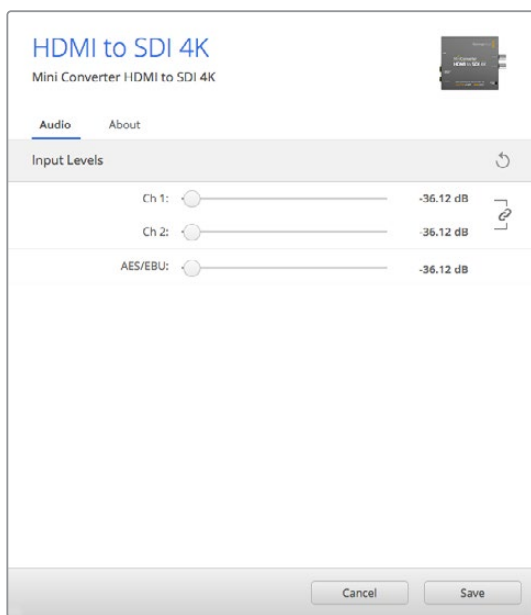 HDMI to SDI 4K
Mini Converter HDMI to SDI 4K
Audio About
Input Levels
Ch 1: -36.12 dB
Ch 2: -36.12 dB
AES/EBU: -36.12 dB
Cancel Save